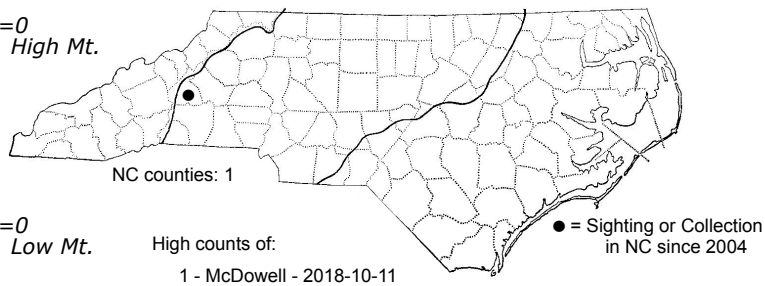 =0
High Mt.
NC counties: 1
=0
Low Mt.
High counts of:
1 - McDowell - 2018-10-11
● = Sighting or Collection
in NC since 2004